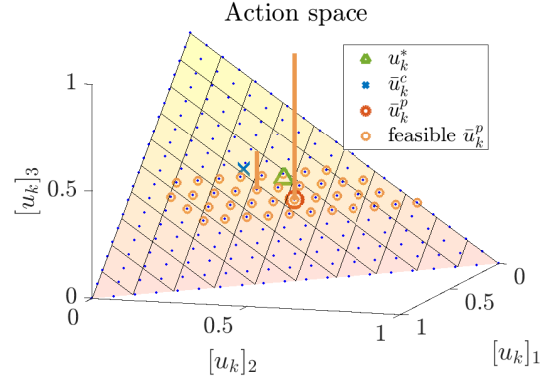 Action space
u*_k
ū^c_k
ū^p_k
feasible ū^p_k
1
0.5
0
[u_k]_3
0
0.5
1
[u_k]_2
1
0.5
0
[u_k]_1